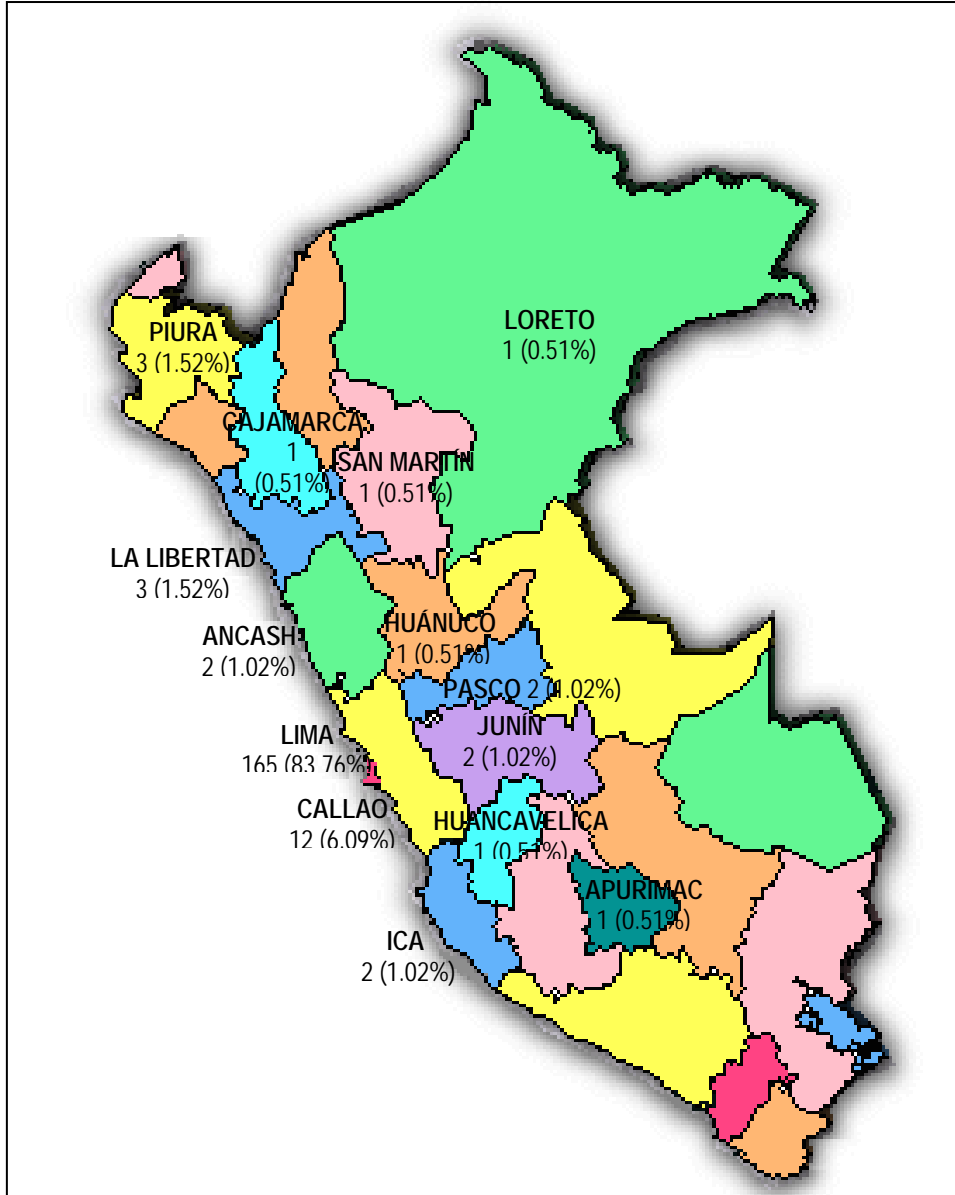 LORETO
1 (0.51%)
PIURA
3 (1.52%)
CAJAMARCA
1
(0.51%)
SAN MARTIN
1 (0.51%)
LA LIBERTAD
3 (1.52%)
HUÁNUCO
1 (0.51%)
ANCASH
2 (1.02%)
PASCO 2 (1.02%)
JUNÍN
2 (1.02%)
LIMA
165 (83.76%)
CALLAO
12 (6.09%)
HUANCAVELICA
1 (0.51%)
APURIMAC
1 (0.51%)
ICA
2 (1.02%)